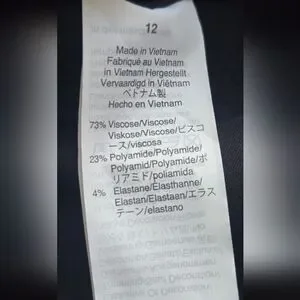 12
Made in Vietnam
Fabriqué au Vietnam
in Vietnam Hergestellt
Vervaardigd in Viëtnam
ベトナム製
Hecho en Vietnam
73% Viscose/Viscose/
Viskose/Viscose/ビスコ
ース/viscosa
23% Polyamide/Polyamide/
Polyamid/Polyamide/ポ
リアミド/poliamida
4% Elastane/Elasthanne/
Elastan/Elastaan/エラス
テーン/elastano